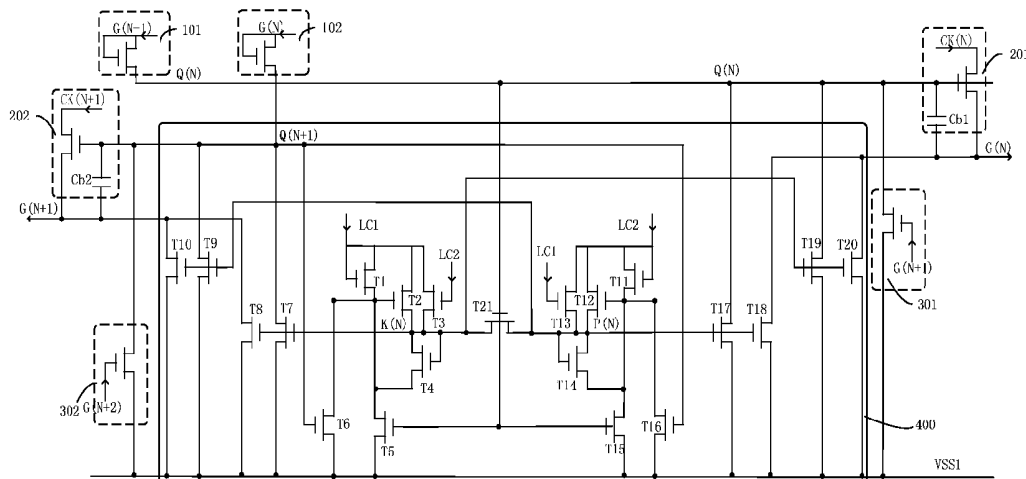 G(N-1)
101
G(N)
102
CK(N)
201
Q(N)
Q(N)
202
CK(N+1)
Cb1
Q(N+1)
G(N)
Cb2
G(N+1)
LC1
LC2
T10
T9
LC2
LC1
T19
T20
G(N+1)
301
T1
T11
T2
T12
T8
T7
K(N)
T3
T21
T13
P(N)
T17
T18
T4
T14
302
G(N+2)
T6
T5
T16
T15
400
VSS1